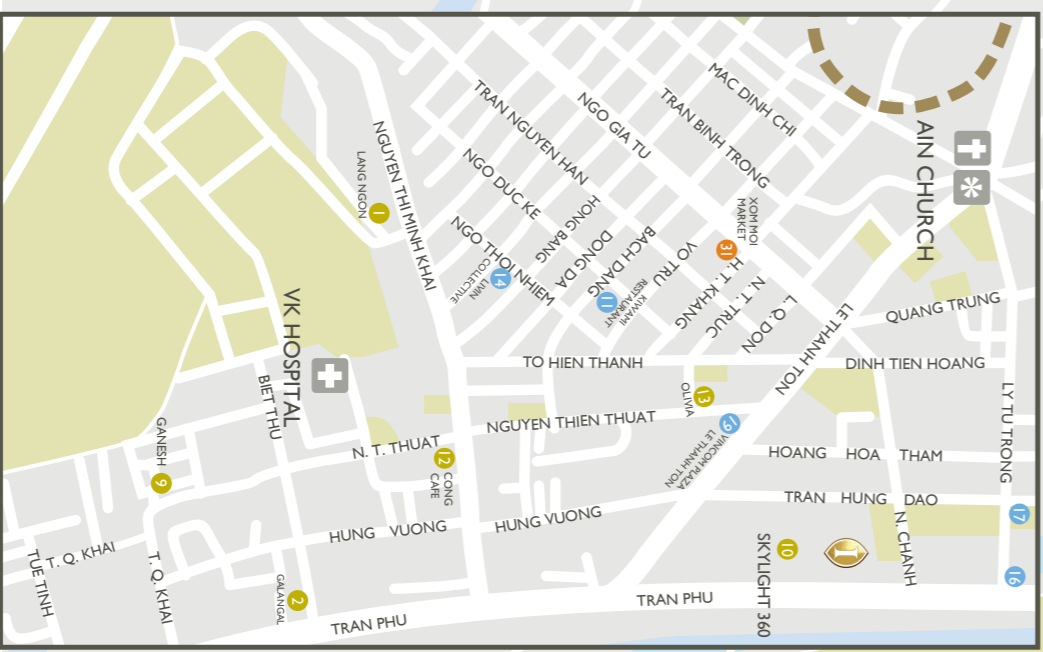 MAC DINH CHI
TRAN BINH TRONG
NGO GIA TU
TRAN NGUYEN HAN
NGO DUC KE
NGO THOI NHIEM
NGUYEN THI MINH KHAI
LANG NGON
1
AIN CHURCH
XOM MOI
MARKET
31
HONG BANG
DONG DA
BACH DANG
VO TRU
H. T. KHANG
N. T. TRUC
L. Q. DON
14
LIVIN
COLLECTIVE
11
KIWAMI
RESTAURANT
LE THANH TON
QUANG TRUNG
VK HOSPITAL
TO HIEN THANH
DINH TIEN HOANG
LY TU TRONG
BIET THU
OLIVIA
13
NGUYEN THIEN THUAT
19
VINCOM PLAZA
LE THANH TON
N. T. THUAT
12
CONG
CAFE
HOANG HOA THAM
GANESH
9
TRAN HUNG DAO
HUNG VUONG
HUNG VUONG
N. CHANH
17
SKYLIGHT 360
10
I
16
T. Q. KHAI
T. Q. KHAI
TUE TINH
GALANGAL
2
TRAN PHU
TRAN PHU